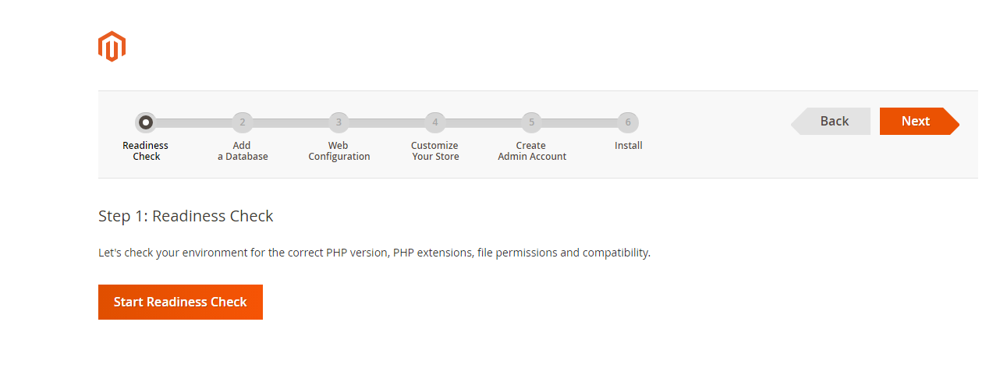 2
3
4
5
6
Back
Next
Readiness
Check
Add
a Database
Web
Configuration
Customize
Your Store
Create
Admin Account
Install
Step 1: Readiness Check
Let's check your environment for the correct PHP version, PHP extensions, file permissions and compatibility.
Start Readiness Check